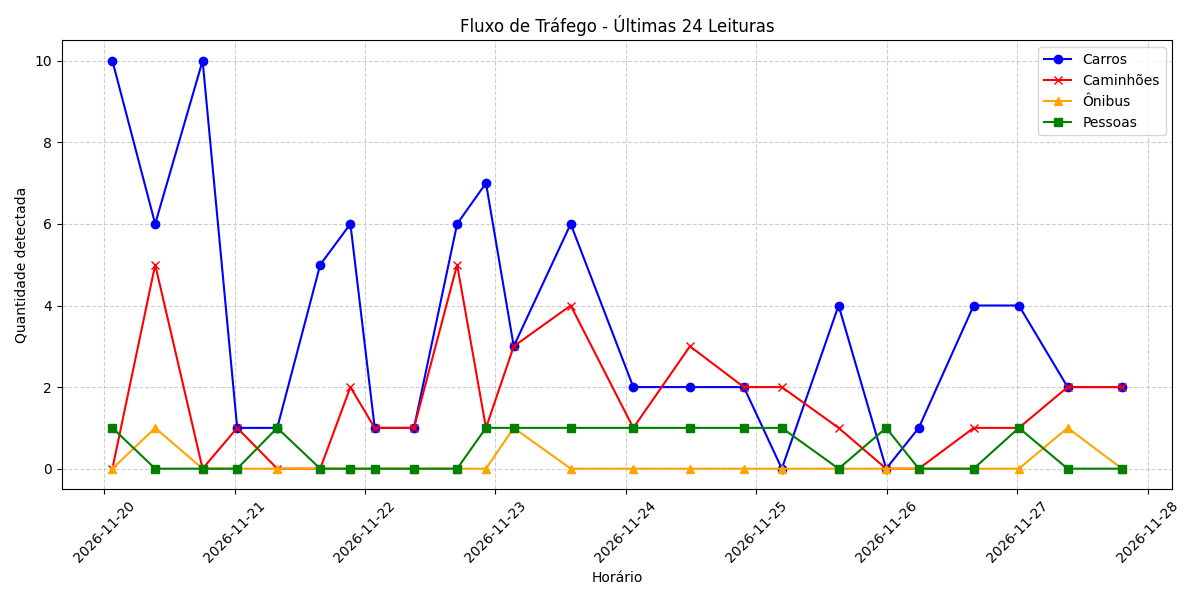 Fluxo de Tráfego - Últimas 24 Leituras
Quantidade detectada
10
8
6
4
2
0
Carros
Caminhões
Ônibus
Pessoas
2026-11-20
2026-11-21
2026-11-22
2026-11-23
2026-11-24
2026-11-25
2026-11-26
2026-11-27
2026-11-28
Horário